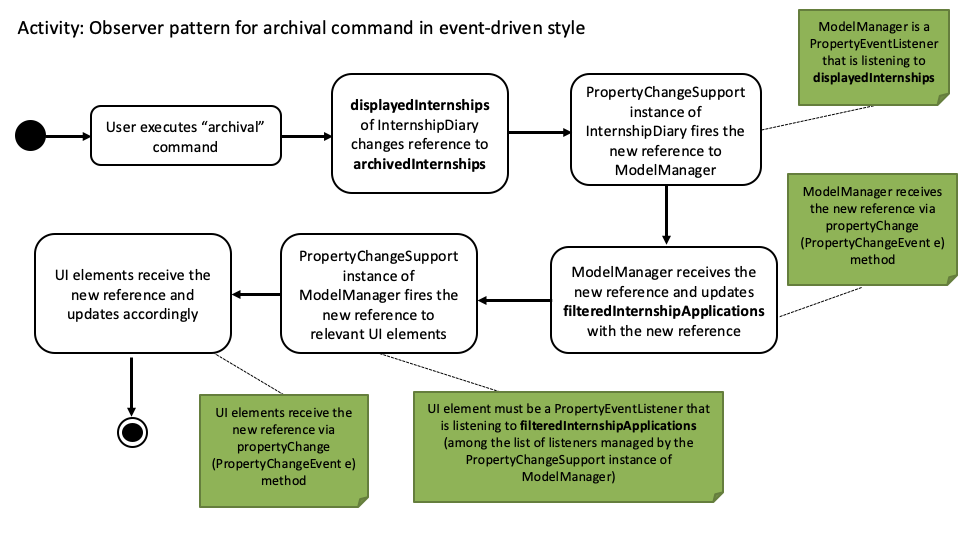 Activity: Observer pattern for archival command in event-driven style
ModelManager is a
PropertyEventListener
that is listening to
displayedInternships
User executes “archival”
command
displayedInternships
of InternshipDiary
changes reference to
archivedInternships
PropertyChangeSupport
instance of
InternshipDiary fires the
new reference to
ModelManager
ModelManager receives
the new reference via
propertyChange
(PropertyChangeEvent e)
method
ModelManager receives the
new reference and updates
filteredInternshipApplications
with the new reference
PropertyChangeSupport
instance of
ModelManager fires the
new reference to
relevant UI elements
UI elements receive the
new reference and
updates accordingly
UI elements receive the
new reference via
propertyChange
(PropertyChangeEvent e)
method
UI element must be a PropertyEventListener that
is listening to filteredInternshipApplications
(among the list of listeners managed by the
PropertyChangeSupport instance of
ModelManager)